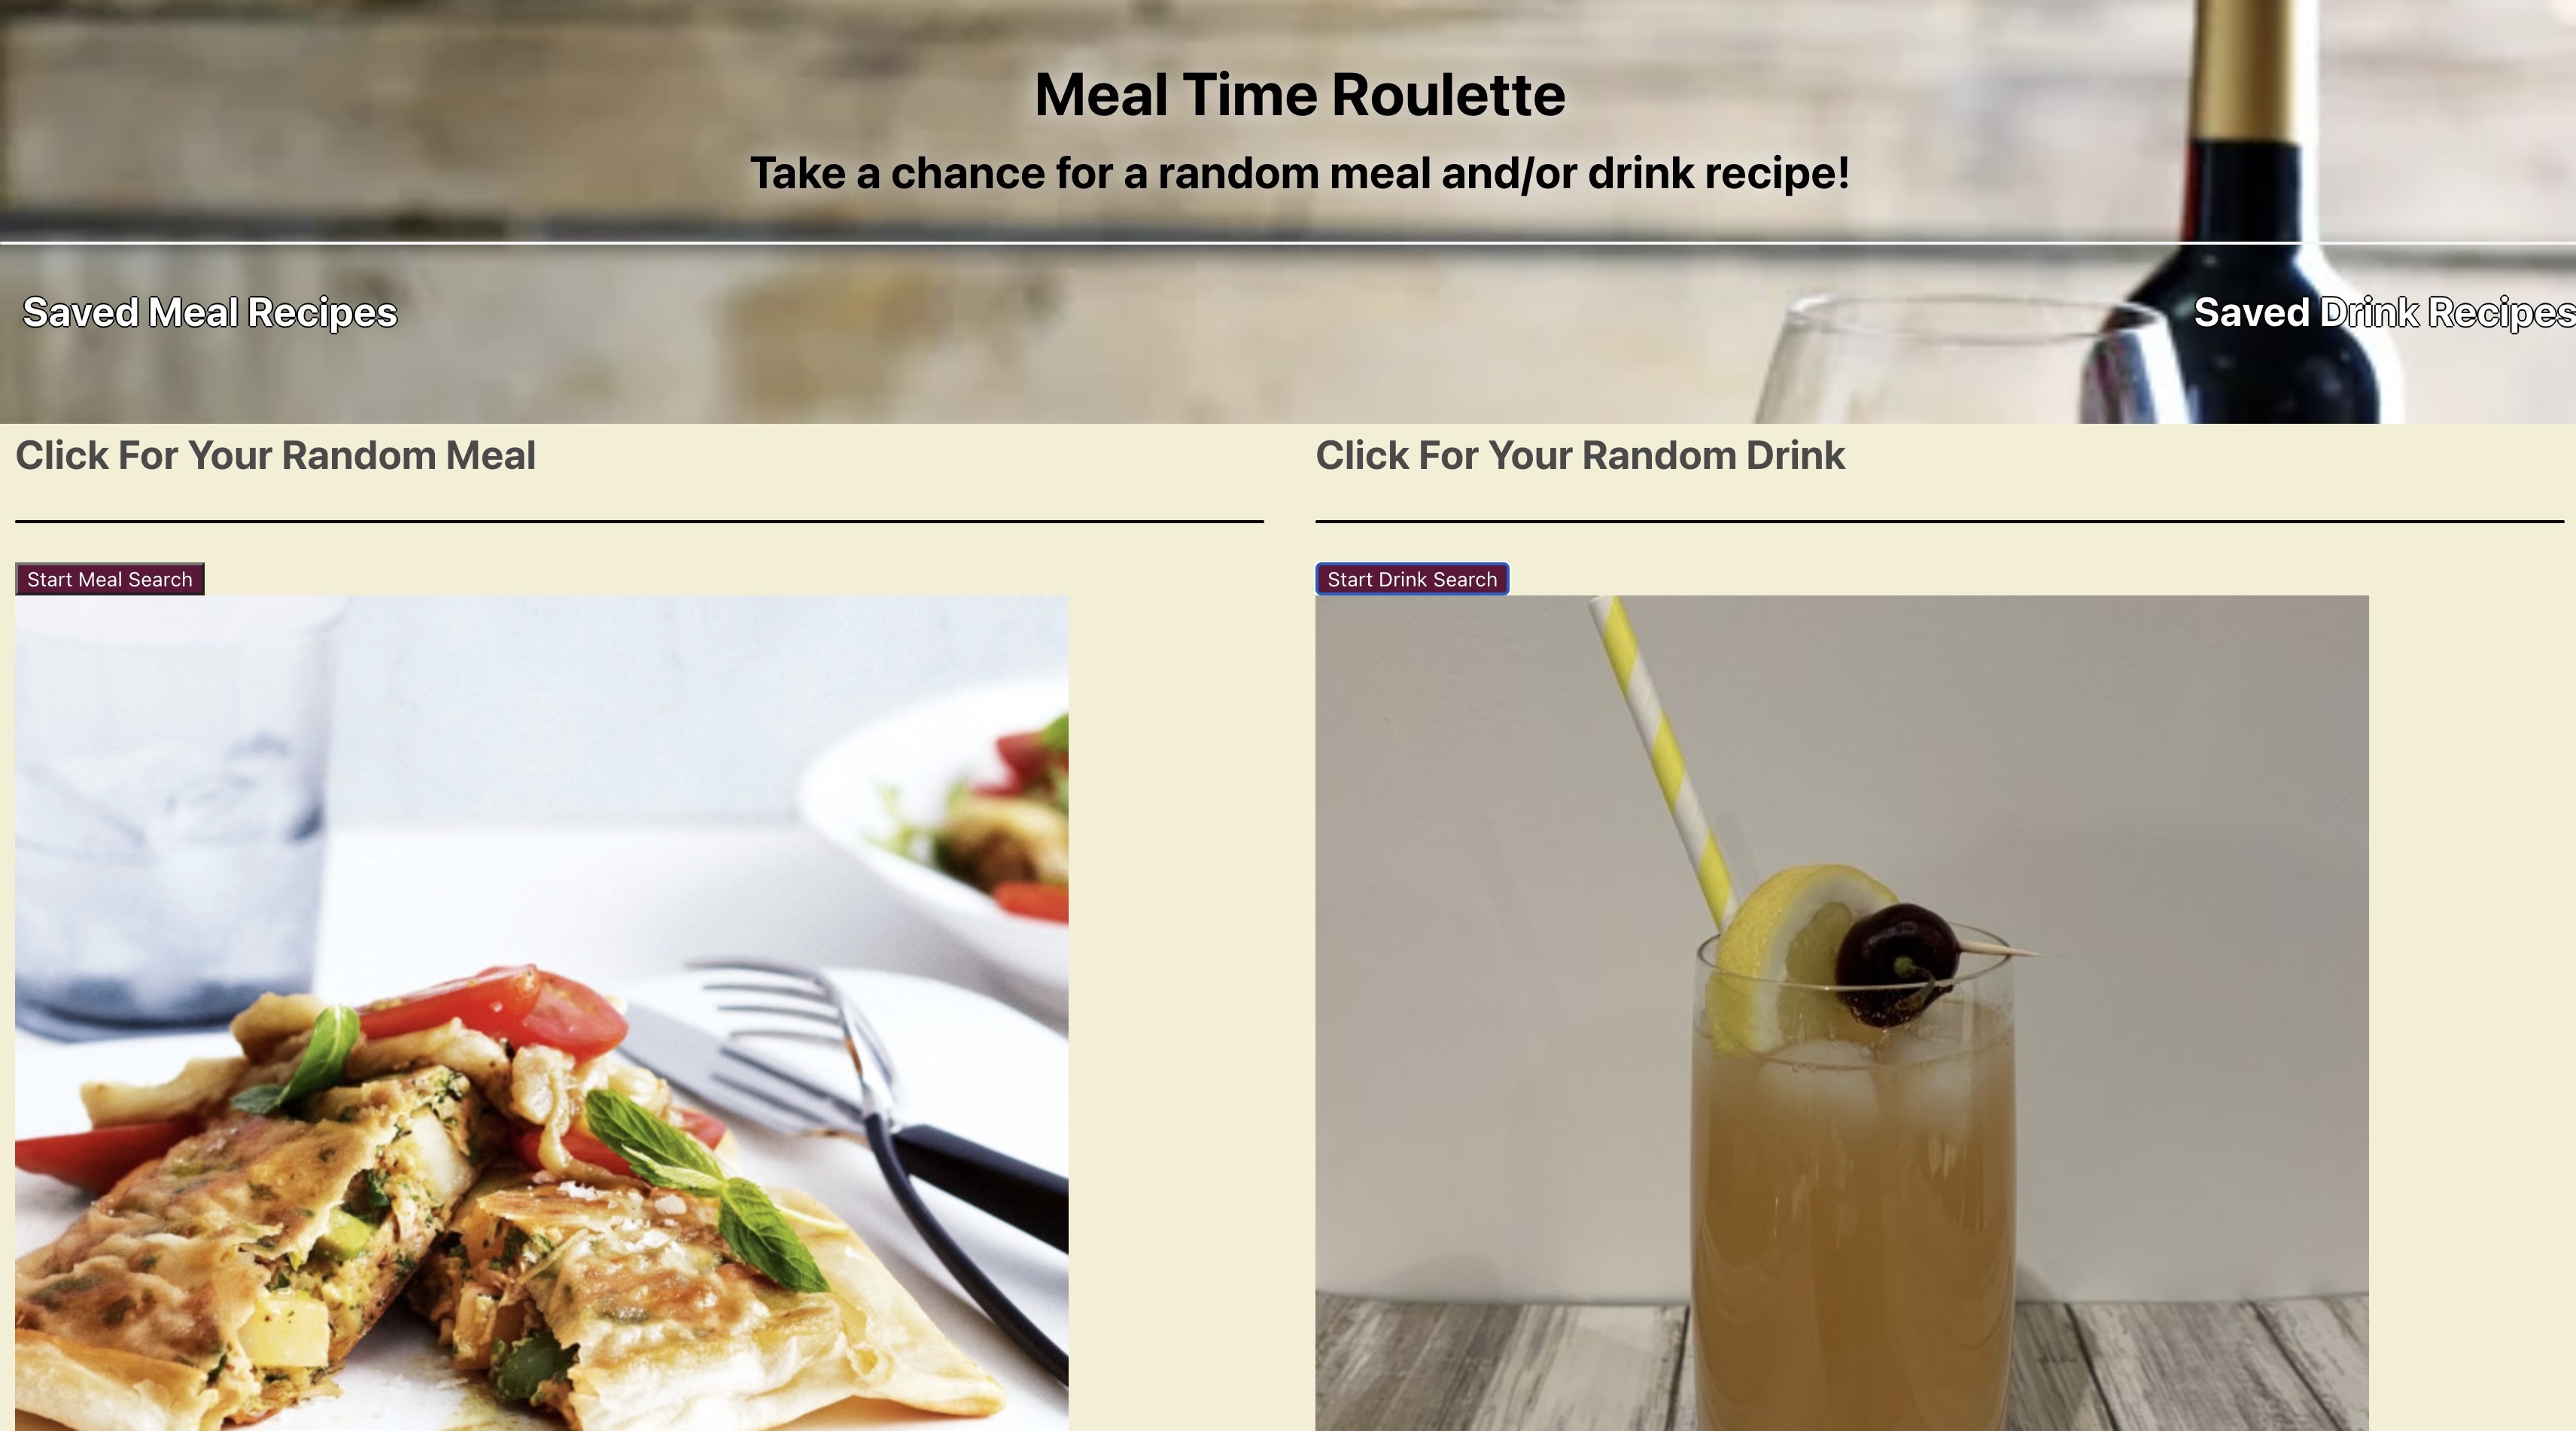 Meal Time Roulette
Take a chance for a random meal and/or drink recipe!
Saved Meal Recipes
Saved Drink Recipes
Click For Your Random Meal
Click For Your Random Drink
Start Meal Search
Start Drink Search